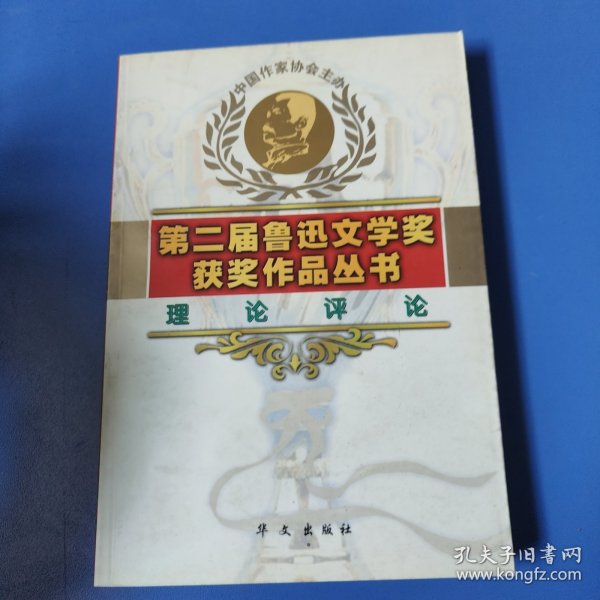 中国作家协会主办
第二届鲁迅文学奖
获奖作品丛书
理论评论
华文出版社
孔夫子旧书网
www.kongfz.com